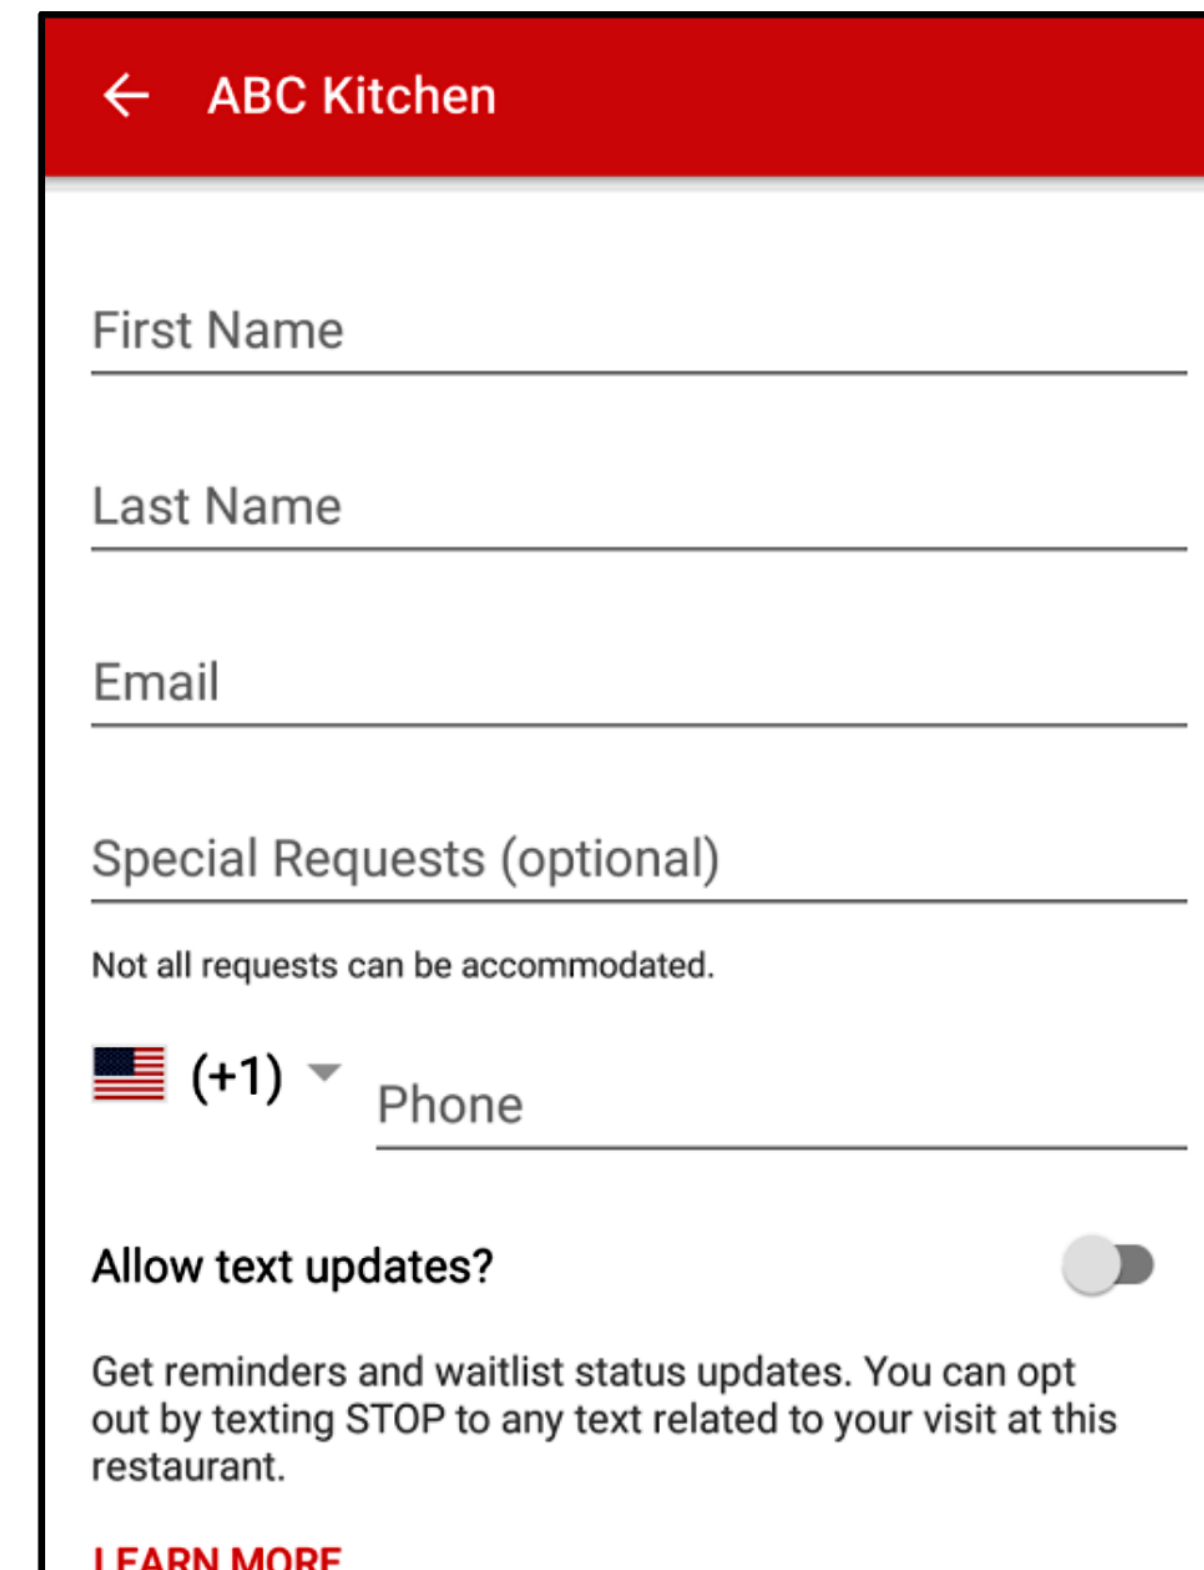 ABC Kitchen
First Name
Last Name
Email
Special Requests (optional)
Not all requests can be accommodated.
(+1)
Phone
Allow text updates?
Get reminders and waitlist status updates. You can opt
out by texting STOP to any text related to your visit at this
restaurant.
LEARN MORE